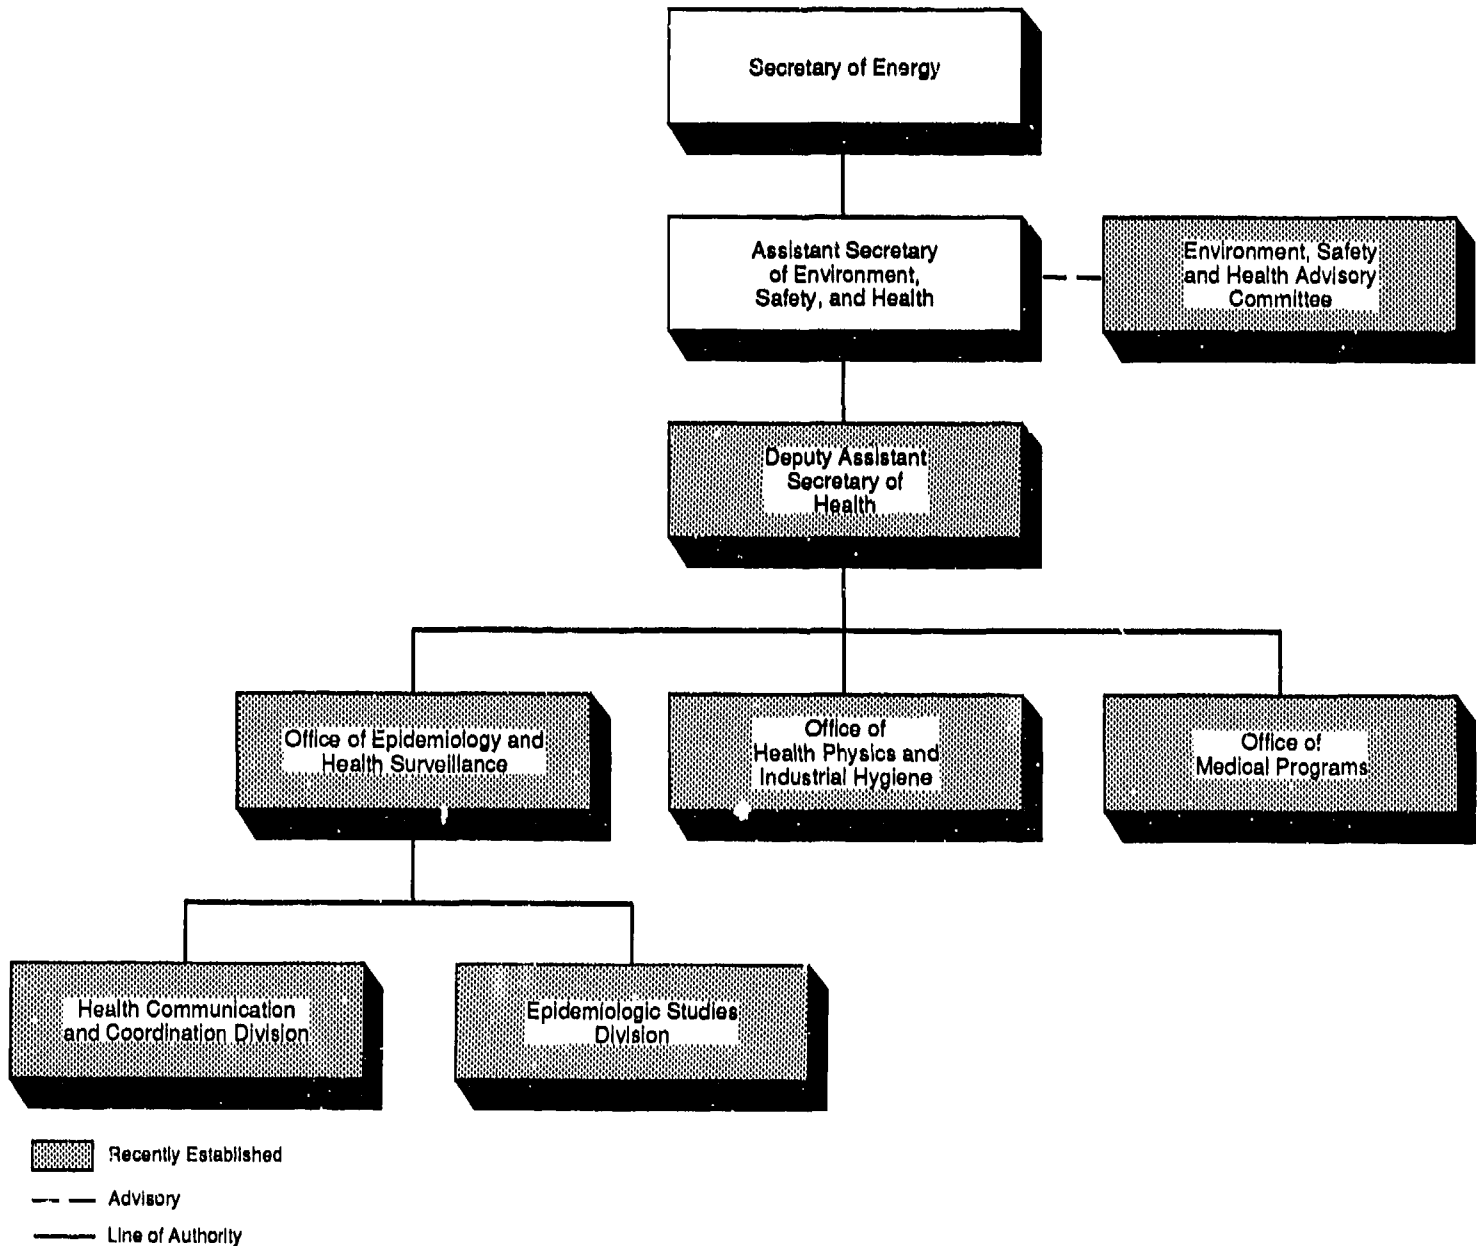 Secretary of Energy
Assistant Secretary
of Environment,
Safety, and Health
Environment, Safety
and Health Advisory
Committee
Deputy Assistant
Secretary of
Health
Office of Epidemiology and
Health Surveillance
Office of
Health Physics and
Industrial Hygiene
Office of
Medical Programs
Health Communication
and Coordination Division
Epidemiologic Studies
Division
Recently Established
Advisory
Line of Authority